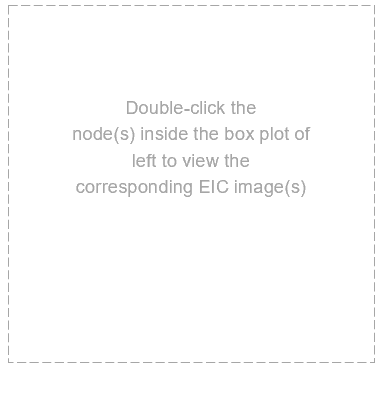 Double-click the
node(s) inside the box plot of
left to view the
corresponding EIC image(s)